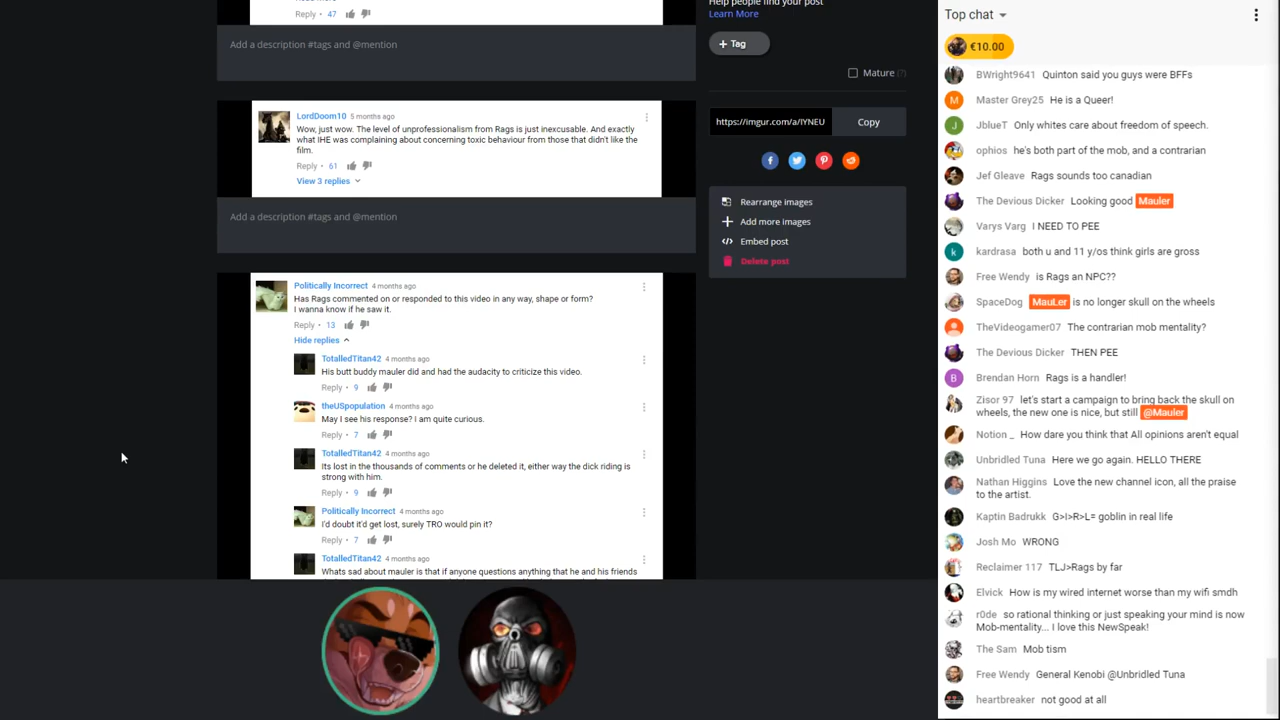 Reply • 47
Add a description #tags and @mention
LordDoom10 5 months ago
Wow, just wow. The level of unprofessionalism from Rags is just inexcusable. And exactly
what IHE was complaining about concerning toxic behaviour from those that didn't like the
film.
Reply • 61
View 3 replies
Add a description #tags and @mention
Politically Incorrect 4 months ago
Has Rags commented on or responded to this video in any way, shape or form?
I wanna know if he saw it.
Reply • 13
Hide replies
TotalledTitan42 4 months ago
His butt buddy mauler did and had the audacity to criticize this video.
Reply • 9
theUSpopulation 4 months ago
May I see his response? I am quite curious.
Reply • 7
TotalledTitan42 4 months ago
Its lost in the thousands of comments or he deleted it, either way the dick riding is
strong with him.
Reply • 9
Politically Incorrect 4 months ago
I'd doubt it'd get lost, surely TRO would pin it?
Reply • 7
TotalledTitan42 4 months ago
Whats sad about mauler is that if anyone questions anything that he and his friends
Help people find your post
Learn More
+ Tag
Mature (?)
https://imgur.com/a/IYNEU
Copy
Rearrange images
Add more images
Embed post
Delete post
Top chat
€10.00
BWright9641 Quinton said you guys were BFFs
Master Grey25 He is a Queer!
JblueT Only whites care about freedom of speech.
ophios he's both part of the mob, and a contrarian
Jef Gleave Rags sounds too canadian
The Devious Dicker Looking good Mauler
Varys Varg I NEED TO PEE
kardrasa both u and 11 y/os think girls are gross
Free Wendy is Rags an NPC??
SpaceDog MauLer is no longer skull on the wheels
TheVideogamer07 The contrarian mob mentality?
The Devious Dicker THEN PEE
Brendan Horn Rags is a handler!
Zisor 97 let's start a campaign to bring back the skull on
wheels, the new one is nice, but still @Mauler
Notion _ How dare you think that All opinions aren't equal
Unbridled Tuna Here we go again. HELLO THERE
Nathan Higgins Love the new channel icon, all the praise
to the artist.
Kaptin Badrukk G>I>R>L= goblin in real life
Josh Mo WRONG
Reclaimer 117 TLJ>Rags by far
Elvick How is my wired internet worse than my wifi smdh
r0de so rational thinking or just speaking your mind is now
Mob-mentality... I love this NewSpeak!
The Sam Mob tism
Free Wendy General Kenobi @Unbridled Tuna
heartbreaker not good at all